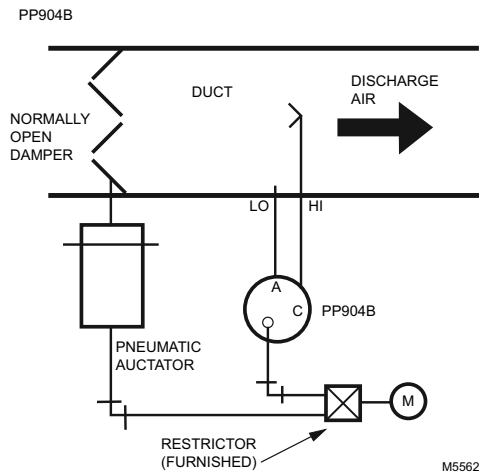 PP904B
DUCT
DISCHARGE
AIR
NORMALLY
OPEN
DAMPER
LO
HI
A
C
PP904B
PNEUMATIC
AUCTATOR
M
RESTRICTOR
(FURNISHED)
M5562